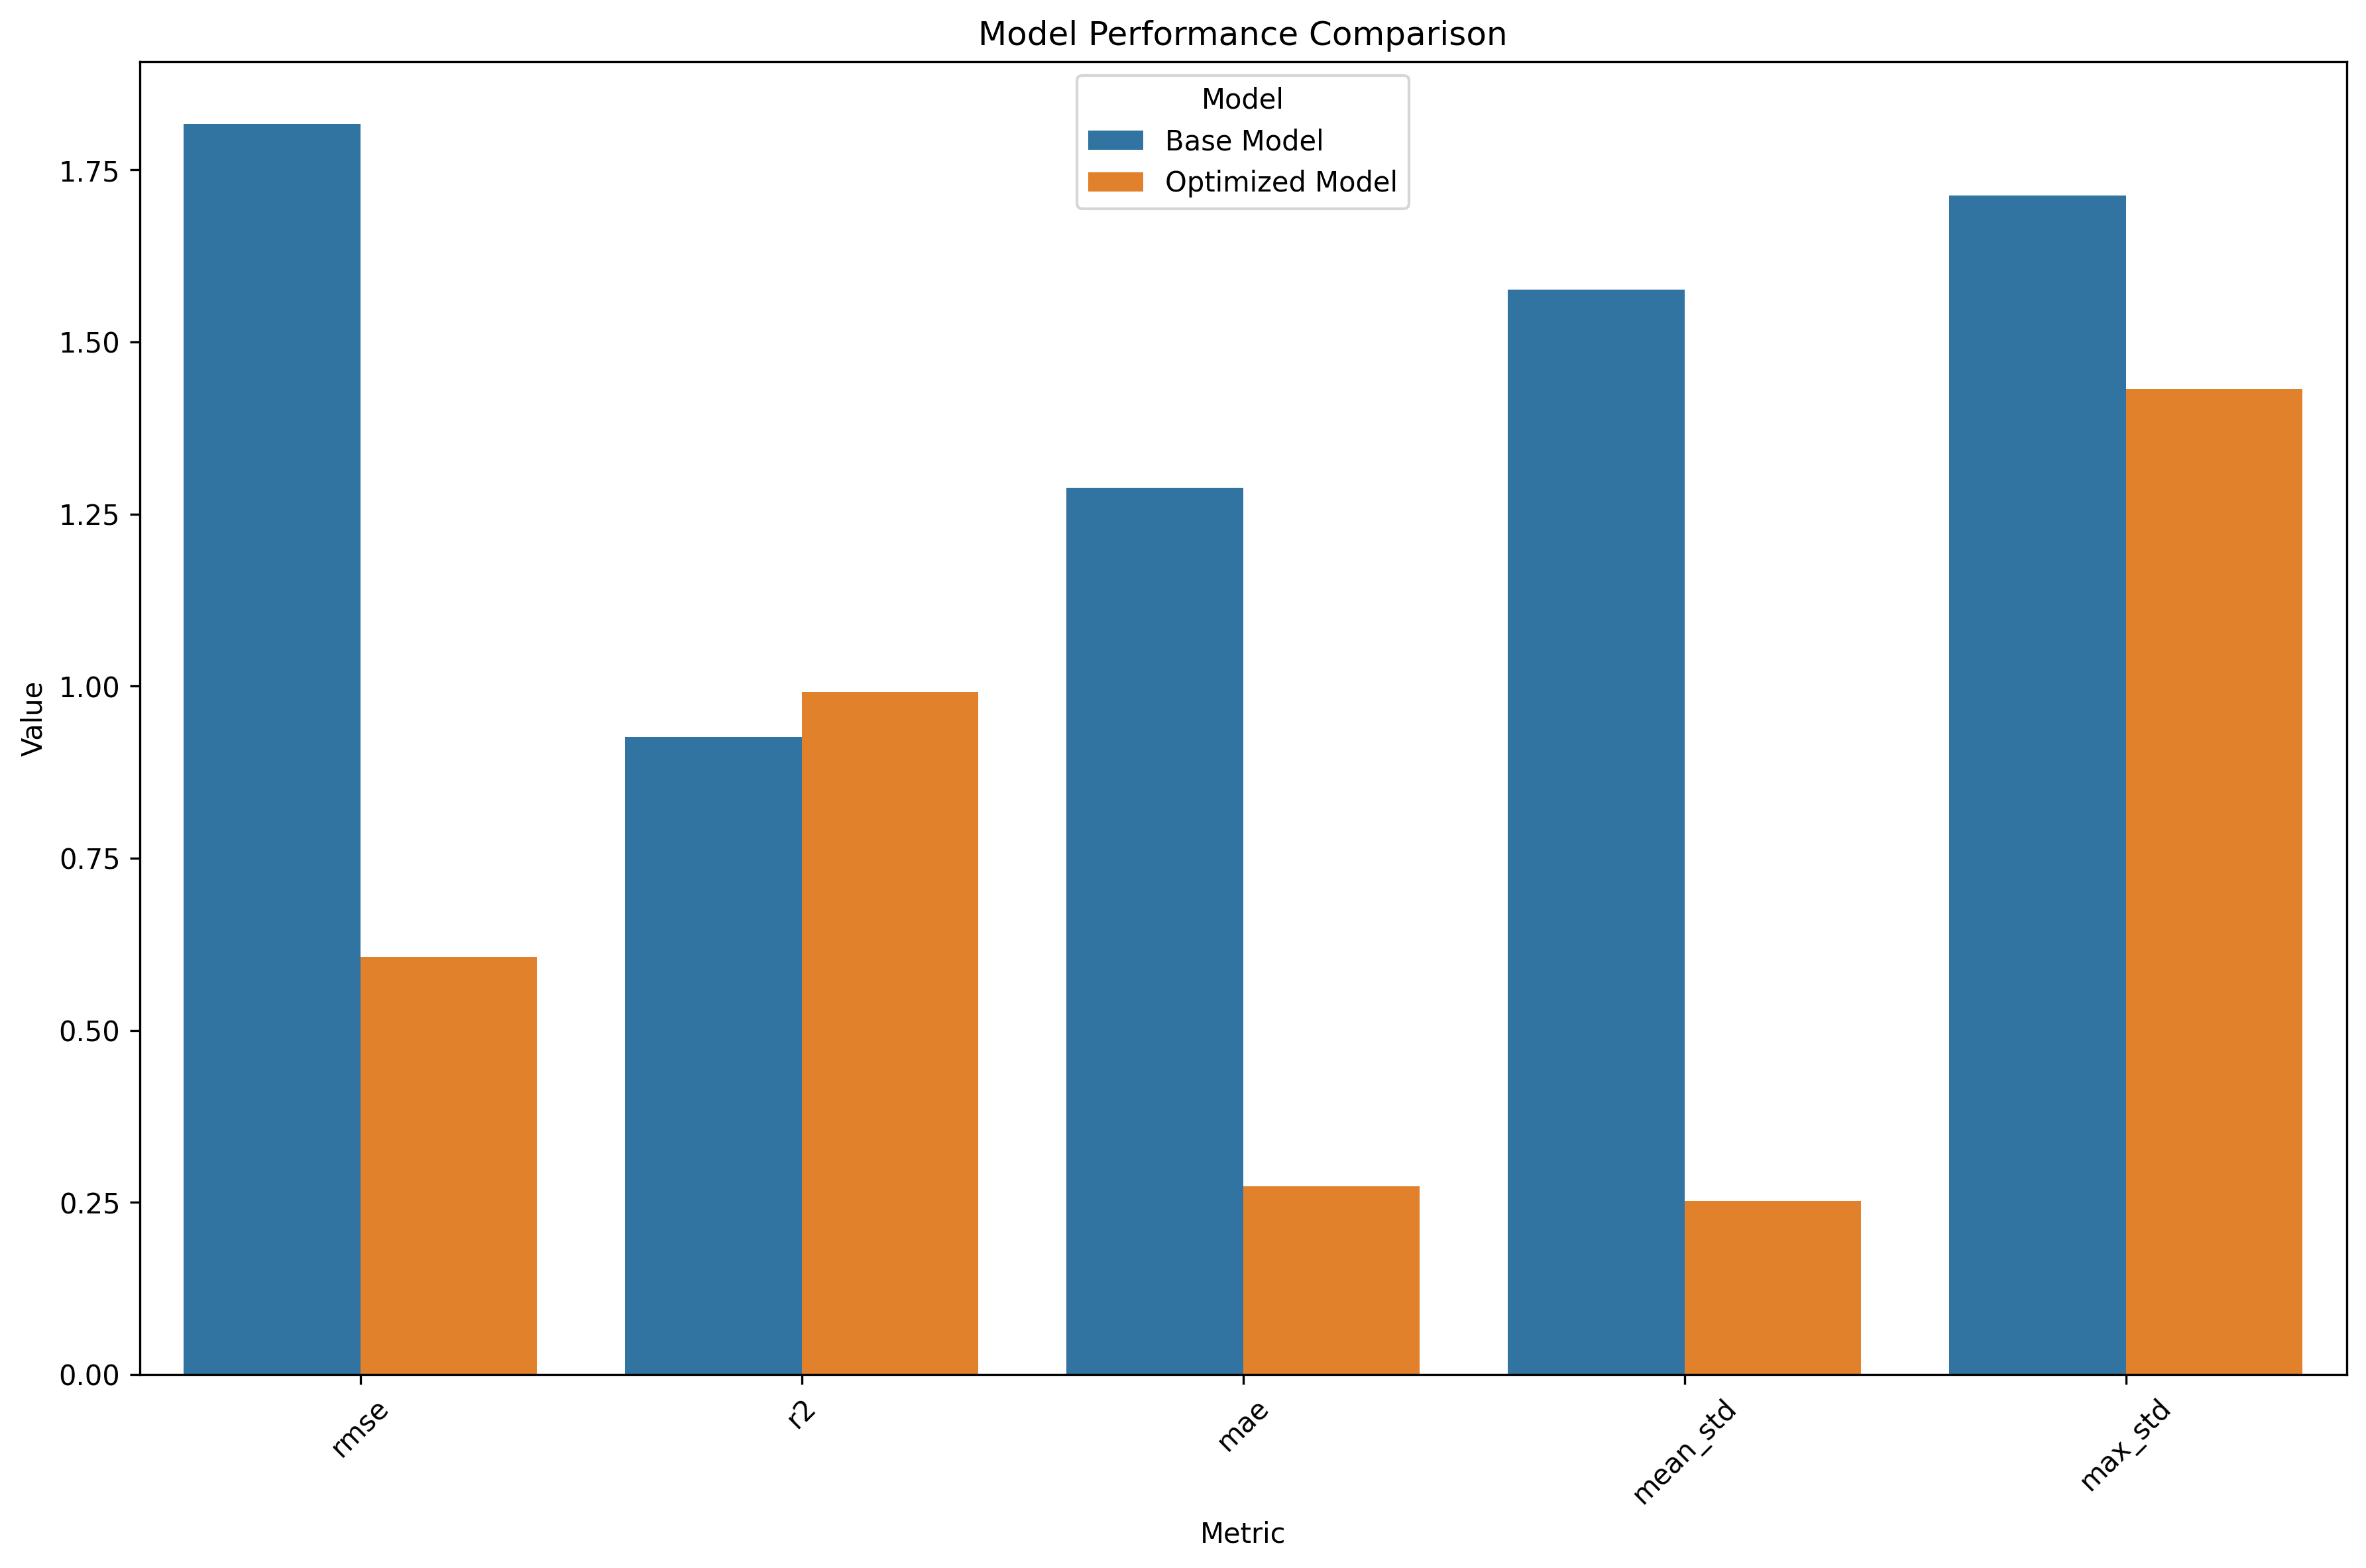 Model Performance Comparison
Model
Base Model
Optimized Model
Value
1.75
1.50
1.25
1.00
0.75
0.50
0.25
0.00
rmse
r2
mae
mean_std
max_std
Metric